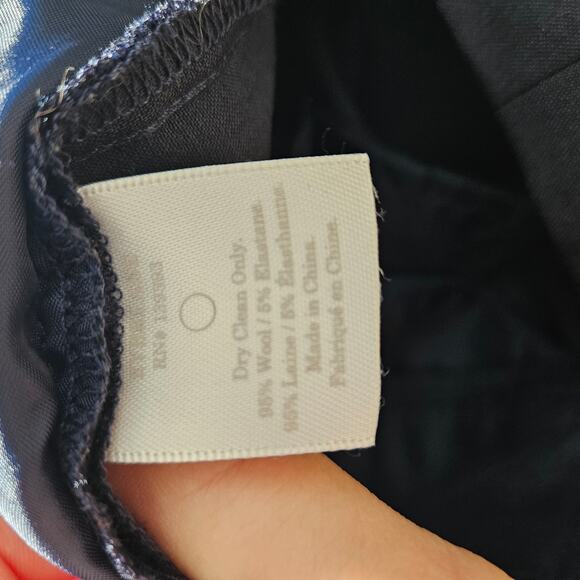 Dry Clean Only.
95% Wool / 5% Elastane.
95% Laine / 5% Élasthanne.
Made in China.
Fabriqué en Chine.